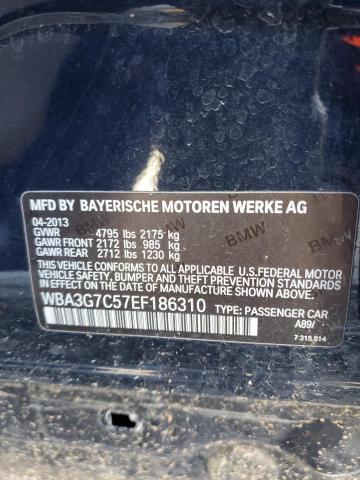 MFD BY BAYERISCHE MOTOREN WERKE AG
04-2013
GVWR 4795 lbs 2175 kg
GAWR FRONT 2172 lbs 985 kg
GAWR REAR 2712 lbs 1230 kg
THIS VEHICLE CONFORMS TO ALL APPLICABLE U.S. FEDERAL MOTOR
VEHICLE SAFETY, BUMPER AND THEFT PREVENTION STANDARDS
IN EFFECT ON THE DATE OF MANUFACTURE SHOWN ABOVE.
WBA3G7C57EF186310 TYPE: PASSENGER CAR
A89/
7 315.814
BMW
BMW